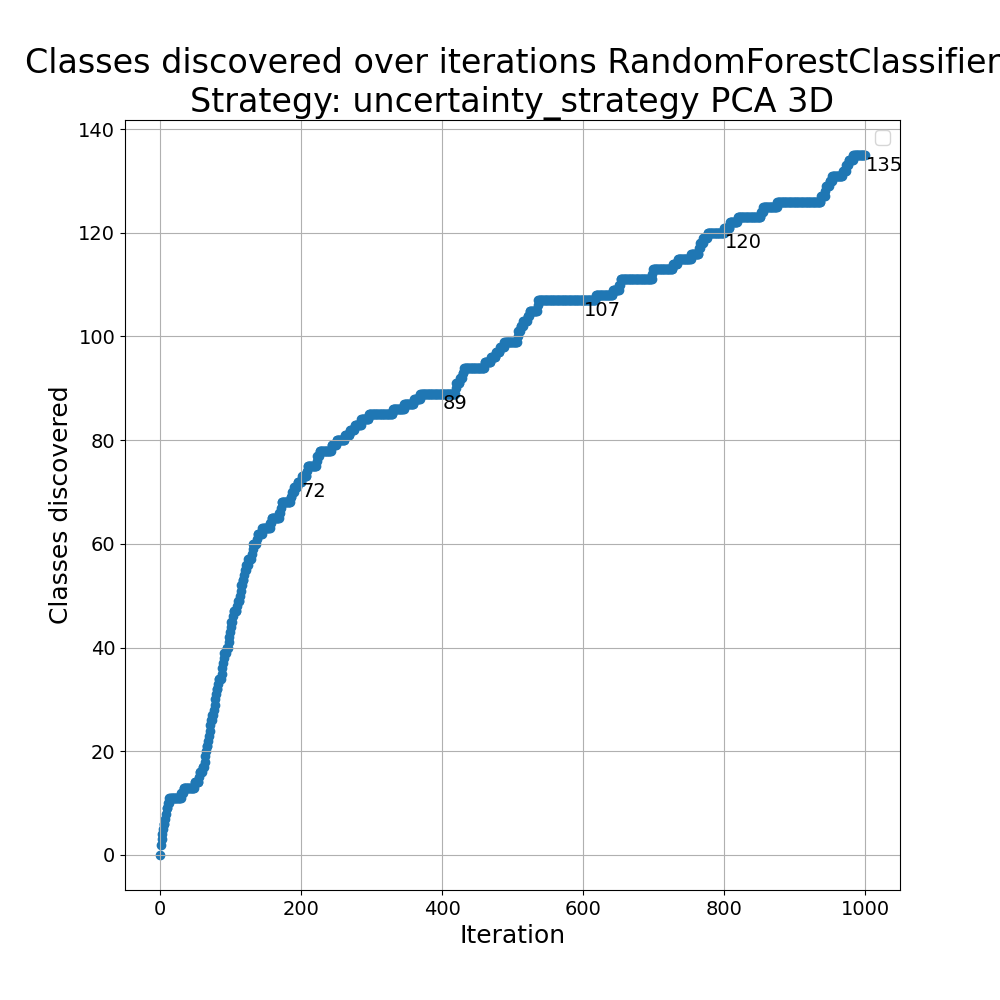 Classes discovered over iterations RandomForestClassifier
Strategy: uncertainty_strategy PCA 3D
140
120
100
80
60
40
20
0
Classes discovered
72
89
107
120
135
0 200 400 600 800 1000
Iteration